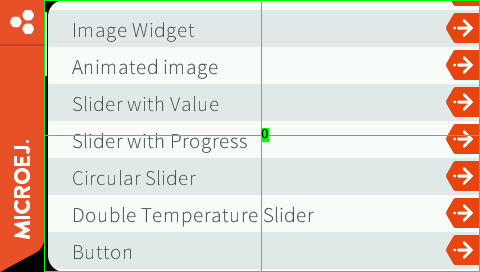 Image Widget
Animated image
Slider with Value
Slider with Progress
0
Circular Slider
Double Temperature Slider
Button
MICROEJ.